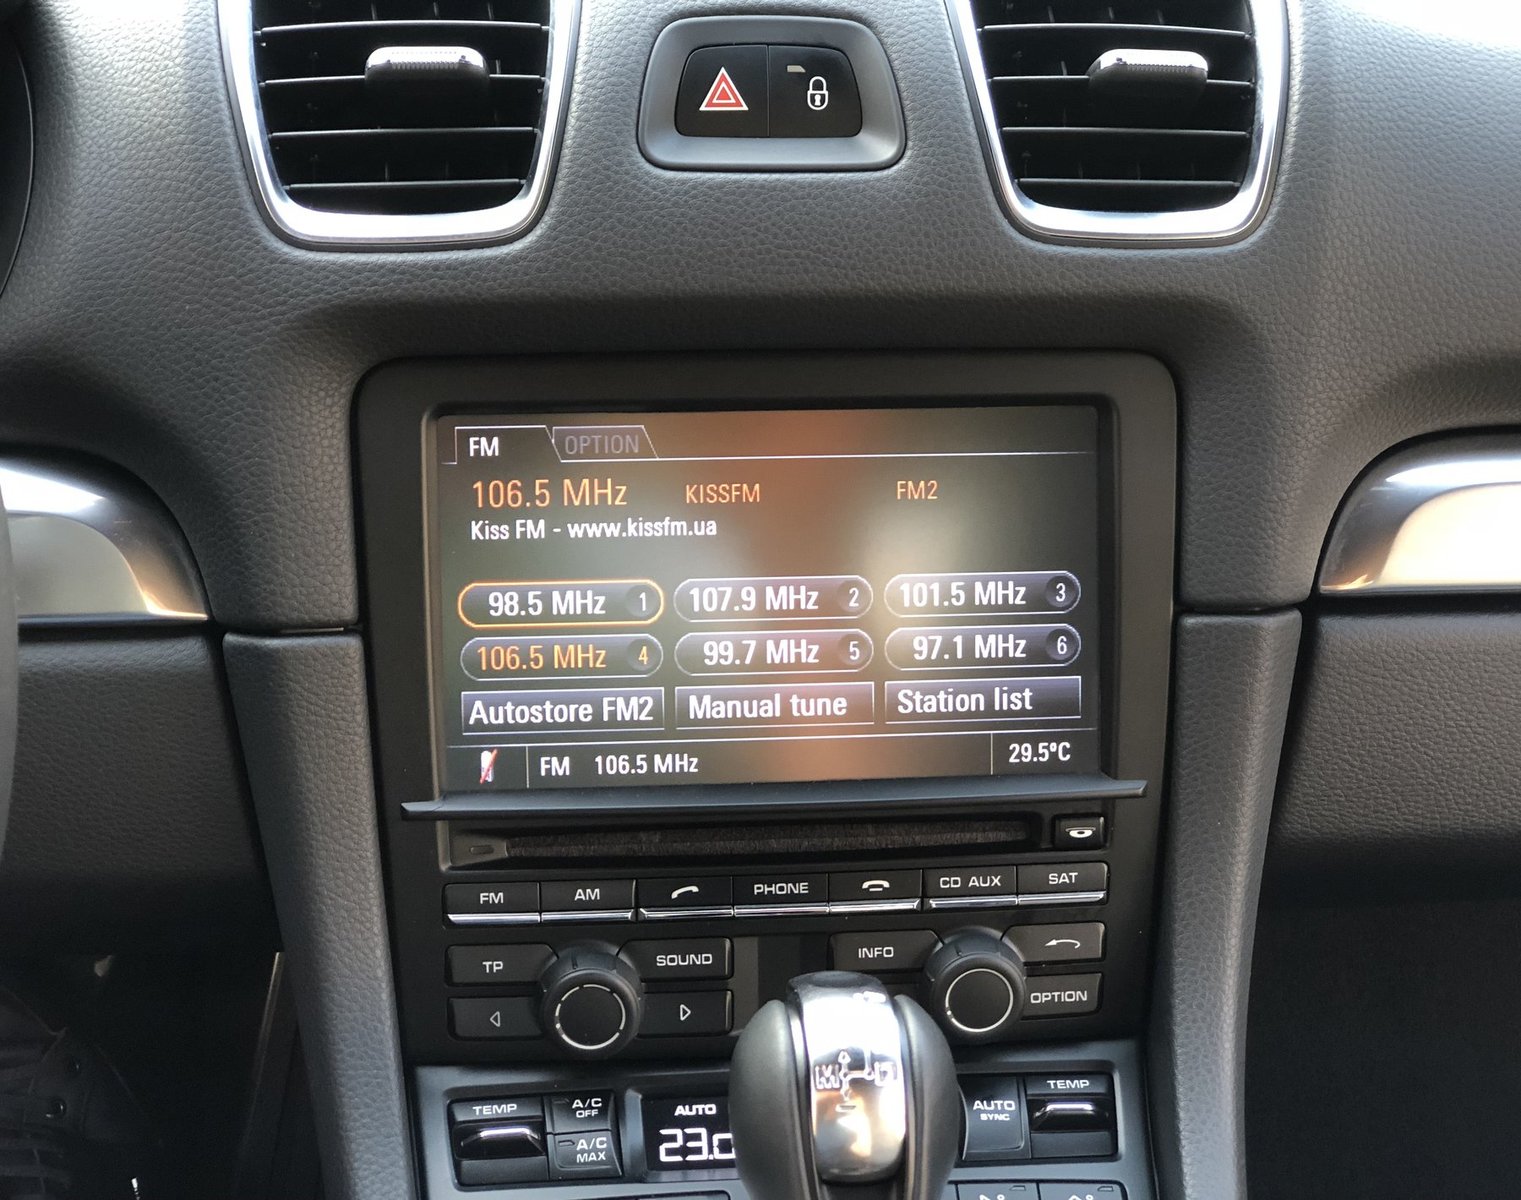 FM OPTION
106.5 MHz KISSFM FM2
Kiss FM - www.kissfm.ua
98.5 MHz 1 107.9 MHz 2 101.5 MHz 3
106.5 MHz 4 99.7 MHz 5 97.1 MHz 6
Autostore FM2 Manual tune Station list
FM 106.5 MHz 29.5°C
FM AM PHONE CD AUX SAT
TP SOUND INFO
OPTION
TEMP A/C OFF AUTO AUTO SYNC TEMP
A/C MAX 23.0